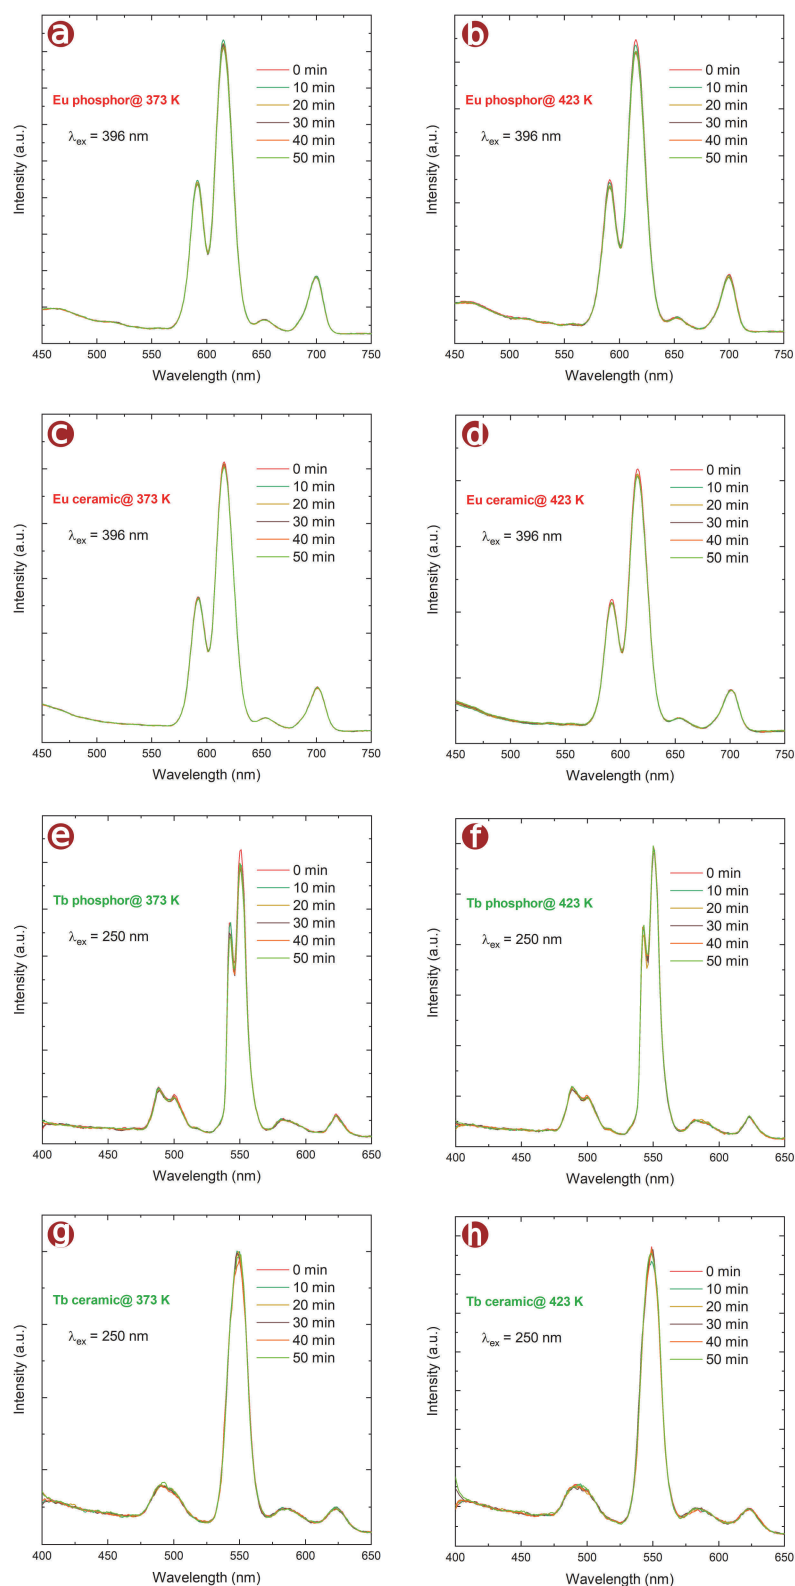 a
Eu phosphor@ 373 K
λex = 396 nm
0 min
10 min
20 min
30 min
40 min
50 min
Intensity (a.u.)
450 500 550 600 650 700 750
Wavelength (nm)
b
Eu phosphor@ 423 K
λex = 396 nm
0 min
10 min
20 min
30 min
40 min
50 min
Intensity (a,u.)
450 500 550 600 650 700 750
Wavelength (nm)
c
Eu ceramic@ 373 K
λex = 396 nm
0 min
10 min
20 min
30 min
40 min
50 min
Intensity (a.u.)
450 500 550 600 650 700 750
Wavelength (nm)
d
Eu ceramic@ 423 K
λex = 396 nm
0 min
10 min
20 min
30 min
40 min
50 min
Intensity (a.u.)
450 500 550 600 650 700 750
Wavelength (nm)
e
Tb phosphor@ 373 K
λex = 250 nm
0 min
10 min
20 min
30 min
40 min
50 min
Intensity (a.u.)
400 450 500 550 600 650
Wavelength (nm)
f
Tb phosphor@ 423 K
λex = 250 nm
0 min
10 min
20 min
30 min
40 min
50 min
Intensity (a.u.)
400 450 500 550 600 650
Wavelength (nm)
g
Tb ceramic@ 373 K
λex = 250 nm
0 min
10 min
20 min
30 min
40 min
50 min
Intensity (a.u.)
400 450 500 550 600 650
Wavelength (nm)
h
Tb ceramic@ 423 K
λex = 250 nm
0 min
10 min
20 min
30 min
40 min
50 min
Intensity (a.u.)
400 450 500 550 600 650
Wavelength (nm)